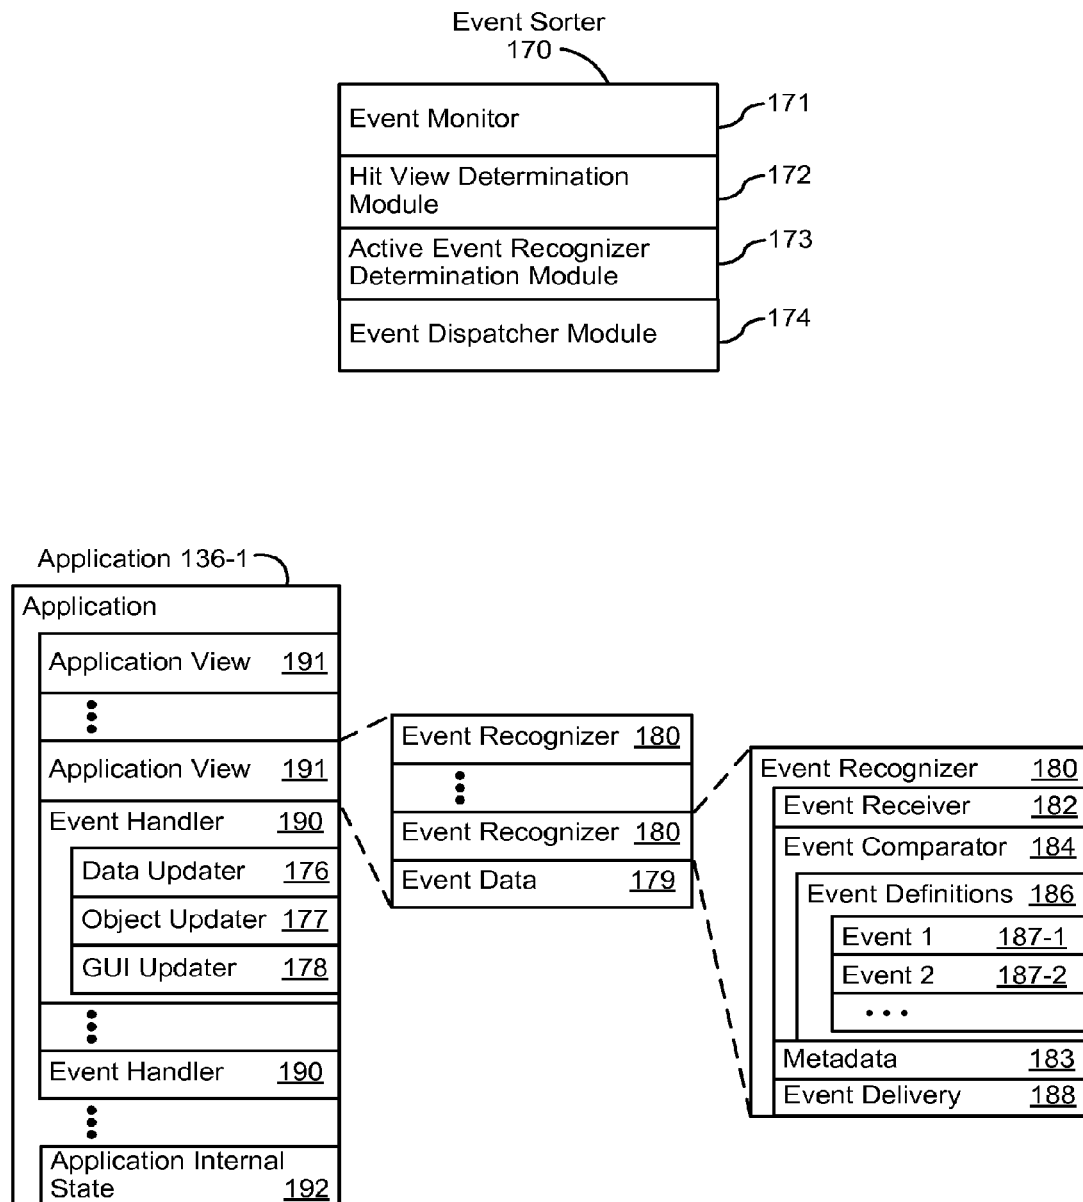 Event Sorter
170
Event Monitor
171
Hit View Determination
Module
172
Active Event Recognizer
Determination Module
173
Event Dispatcher Module
174
Application 136-1
Application
Application View 191
Application View 191
Event Handler 190
Data Updater 176
Object Updater 177
GUI Updater 178
Event Handler 190
Application Internal
State 192
Event Recognizer 180
Event Recognizer 180
Event Data 179
Event Recognizer 180
Event Receiver 182
Event Comparator 184
Event Definitions 186
Event 1 187-1
Event 2 187-2
• • •
Metadata 183
Event Delivery 188